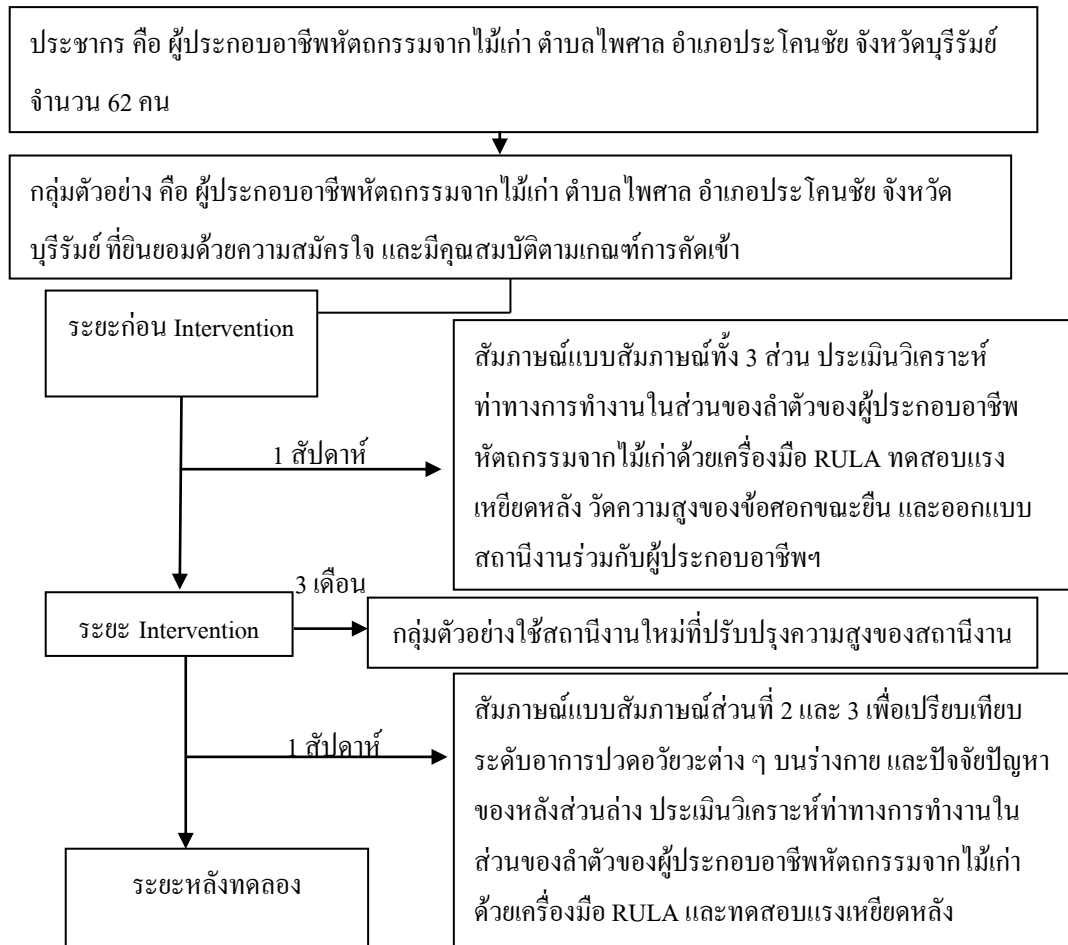 ประชากร คือ ผู้ประกอบอาชีพหัตถกรรมจากไม้เก่า ตำบลไพศาล อำเภอประโคนชัย จังหวัดบุรีรัมย์
จำนวน 62 คน
กลุ่มตัวอย่าง คือ ผู้ประกอบอาชีพหัตถกรรมจากไม้เก่า ตำบลไพศาล อำเภอประโคนชัย จังหวัด
บุรีรัมย์ ที่ยินยอมด้วยความสมัครใจ และมีคุณสมบัติตามเกณฑ์การคัดเข้า
ระยะก่อน Intervention
สัมภาษณ์แบบสัมภาษณ์ทั้ง 3 ส่วน ประเมินวิเคราะห์
ท่าทางการทำงานในส่วนของลำตัวของผู้ประกอบอาชีพ
หัตถกรรมจากไม้เก่าด้วยเครื่องมือ RULA ทดสอบแรง
เหยียดหลัง วัดความสูงของข้อศอกขณะยืน และออกแบบ
สถานีงานร่วมกับผู้ประกอบอาชีพฯ
1 สัปดาห์
3 เดือน
ระยะ Intervention
กลุ่มตัวอย่างใช้สถานีงานใหม่ที่ปรับปรุงความสูงของสถานีงาน
สัมภาษณ์แบบสัมภาษณ์ส่วนที่ 2 และ 3 เพื่อเปรียบเทียบ
ระดับอาการปวดอวัยวะต่าง ๆ บนร่างกาย และปัจจัยปัญหา
ของหลังส่วนล่าง ประเมินวิเคราะห์ท่าทางการทำงานใน
ส่วนของลำตัวของผู้ประกอบอาชีพหัตถกรรมจากไม้เก่า
ด้วยเครื่องมือ RULA และทดสอบแรงเหยียดหลัง
1 สัปดาห์
ระยะหลังทดลอง